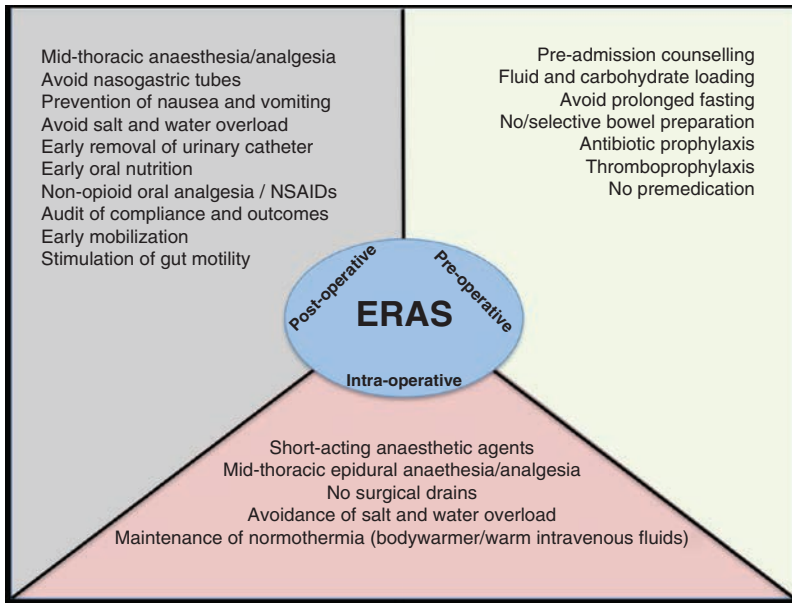 Mid-thoracic anaesthesia/analgesia
Avoid nasogastric tubes
Prevention of nausea and vomiting
Avoid salt and water overload
Early removal of urinary catheter
Early oral nutrition
Non-opioid oral analgesia / NSAIDs
Audit of compliance and outcomes
Early mobilization
Stimulation of gut motility
Pre-admission counselling
Fluid and carbohydrate loading
Avoid prolonged fasting
No/selective bowel preparation
Antibiotic prophylaxis
Thromboprophylaxis
No premedication
Post-operative
Pre-operative
ERAS
Intra-operative
Short-acting anaesthetic agents
Mid-thoracic epidural anaethesia/analgesia
No surgical drains
Avoidance of salt and water overload
Maintenance of normothermia (bodywarmer/warm intravenous fluids)